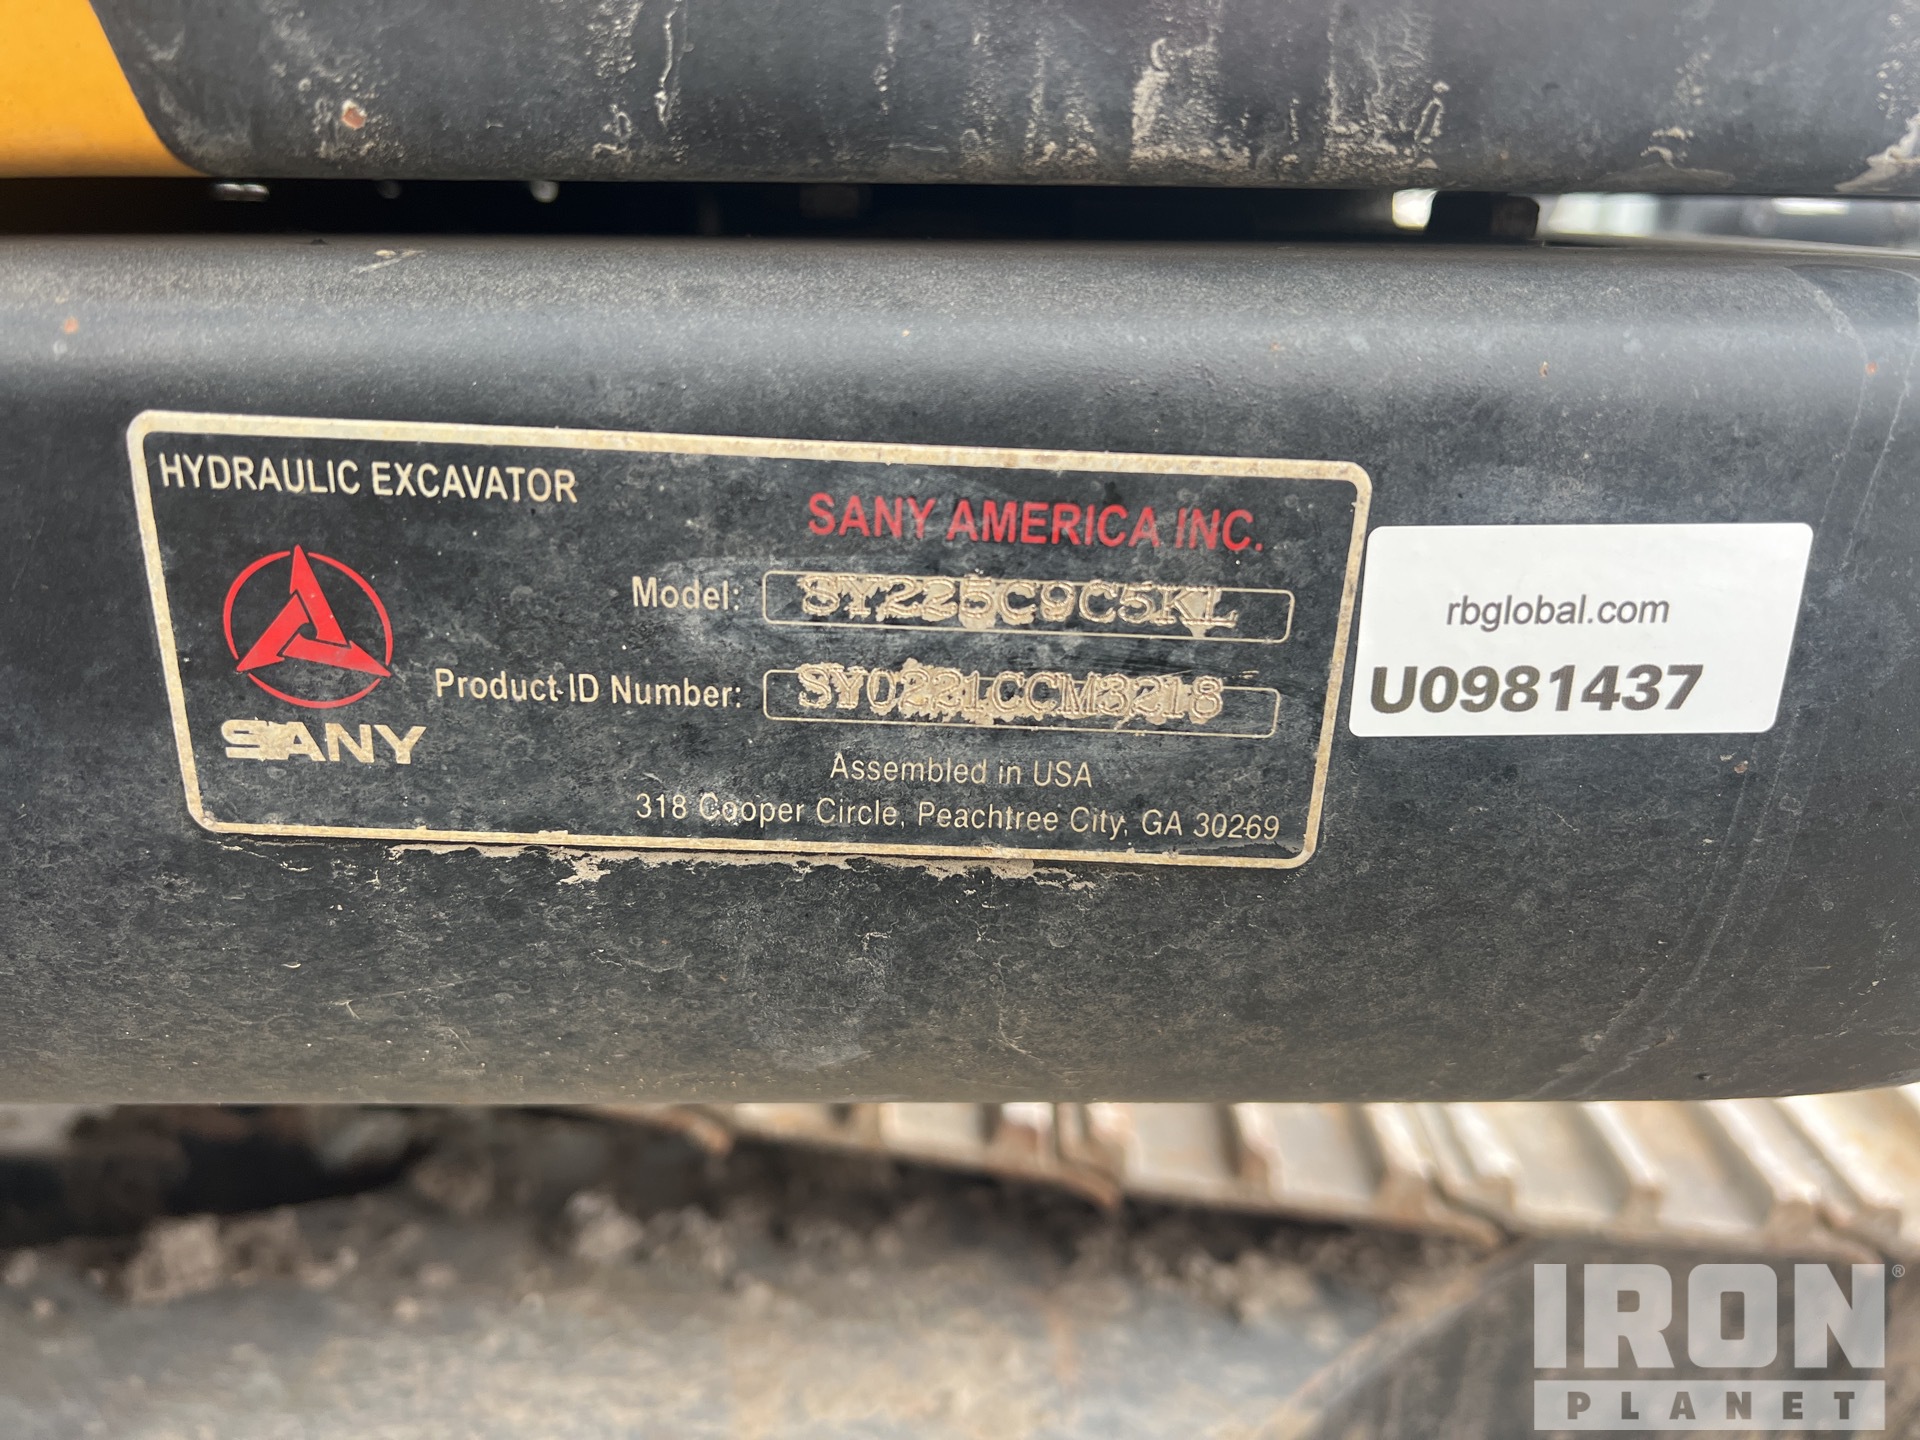 HYDRAULIC EXCAVATOR
SANY AMERICA INC.
Model: SY225C9C5KL
Product ID Number: SY0221CCM3218
SANY
Assembled in USA
318 Cooper Circle, Peachtree City, GA 30269
rbglobal.com
U0981437
IRON®
PLANET